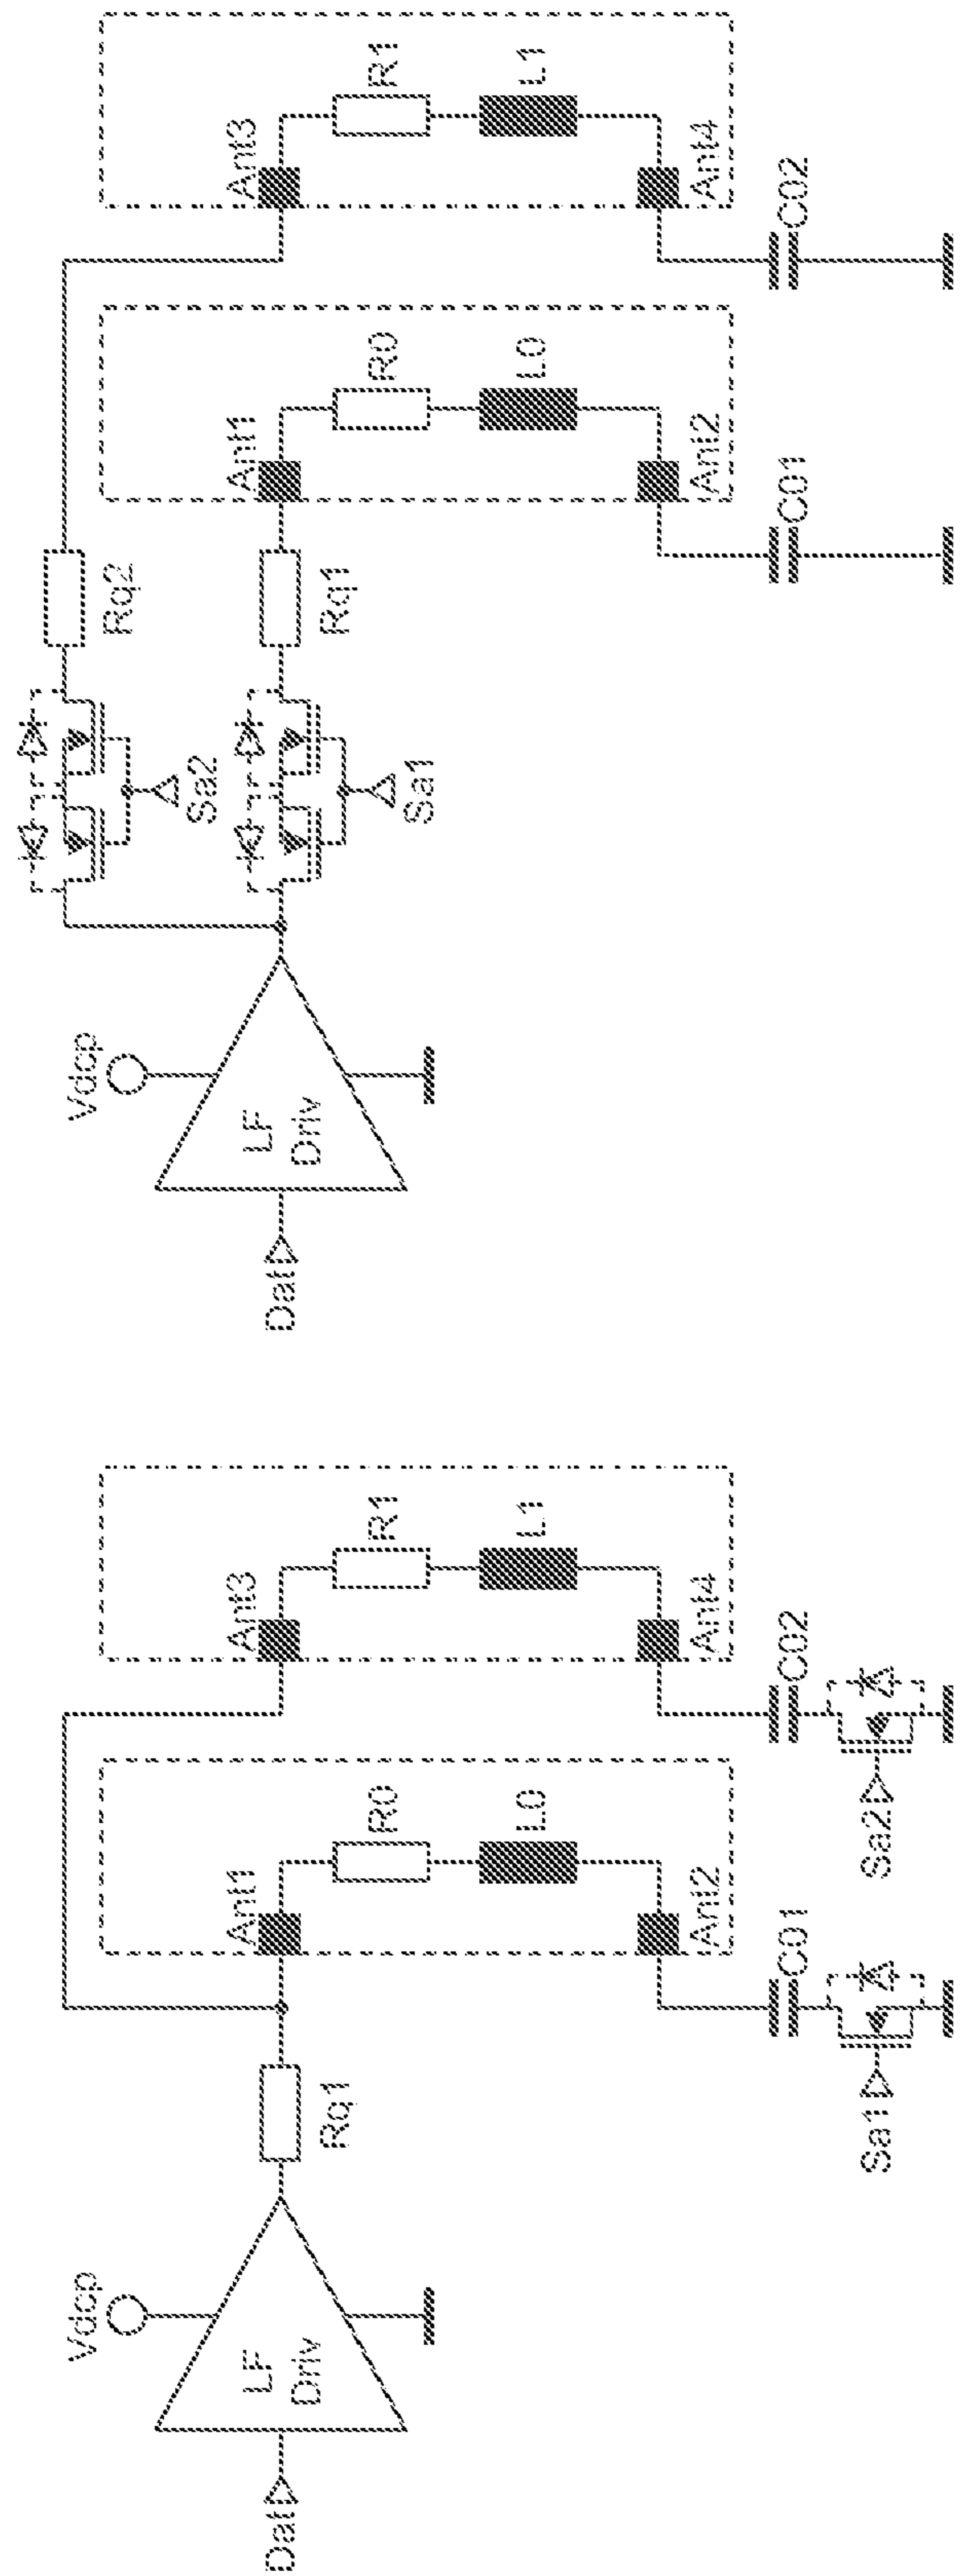 Dat
LF
Driv
Vdcp
Rq1
Ant1
R0
L0
Ant2
C01
Sa1
Ant3
R1
L1
Ant4
C02
Sa2
Dat
LF
Driv
Vdcp
Sa2
Sa1
Rq2
Rq1
Ant1
R0
L0
Ant2
C01
Ant3
R1
L1
Ant4
C02